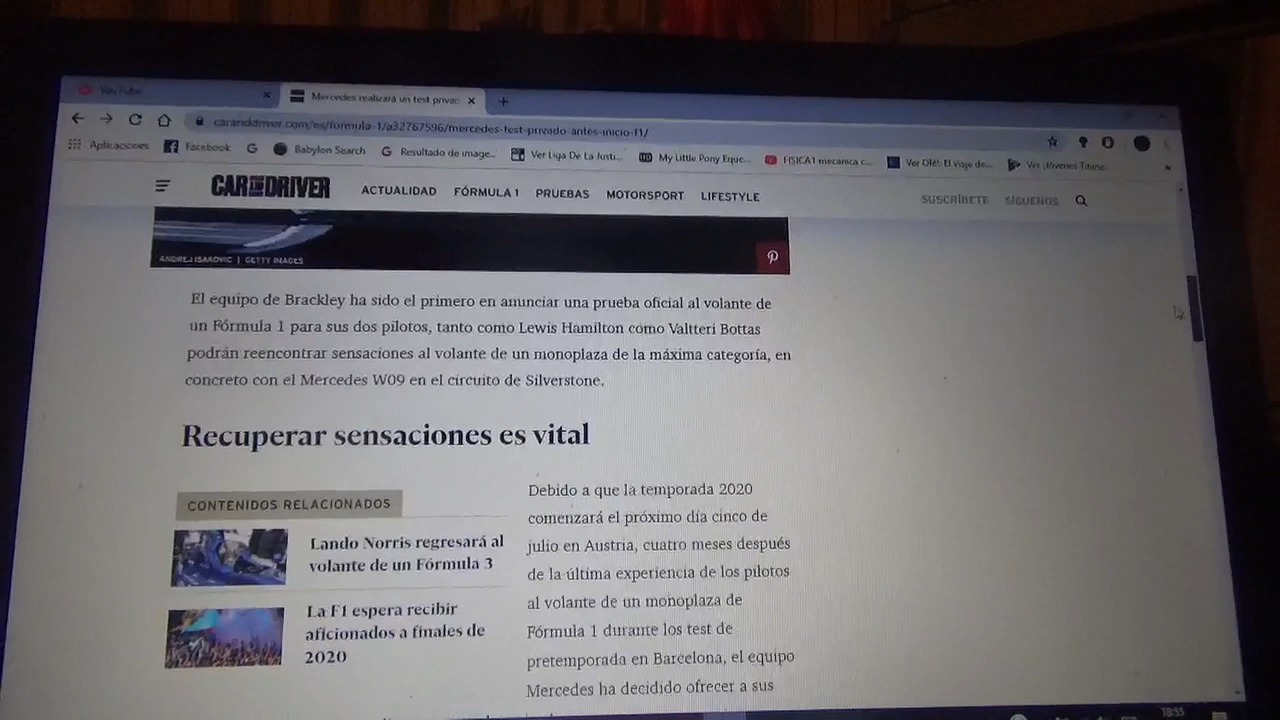 YouTube
Mercedes realizará un test privac
caranddriver.com/es/formula-1/a32767596/mercedes-test-privado-antes-inicio-f1/
Aplicaciones Facebook Babylon Search Resultado de image... Ver Liga De La Justi... My Little Pony Eque... FISICA1 mecanica c... Ver Olé!: El Viaje de... Ver ¡Jóvenes Titane...
CAR AND DRIVER ACTUALIDAD FÓRMULA 1 PRUEBAS MOTORSPORT LIFESTYLE SUSCRÍBETE SÍGUENOS
ANDREJ ISAKOVIC | GETTY IMAGES
El equipo de Brackley ha sido el primero en anunciar una prueba oficial al volante de
un Fórmula 1 para sus dos pilotos, tanto como Lewis Hamilton como Valtteri Bottas
podrán reencontrar sensaciones al volante de un monoplaza de la máxima categoría, en
concreto con el Mercedes W09 en el circuito de Silverstone.
Recuperar sensaciones es vital
CONTENIDOS RELACIONADOS
Lando Norris regresará al
volante de un Fórmula 3
La F1 espera recibir
aficionados a finales de
2020
Debido a que la temporada 2020
comenzará el próximo día cinco de
julio en Austria, cuatro meses después
de la última experiencia de los pilotos
al volante de un monoplaza de
Fórmula 1 durante los test de
pretemporada en Barcelona, el equipo
Mercedes ha decidido ofrecer a sus
18:55